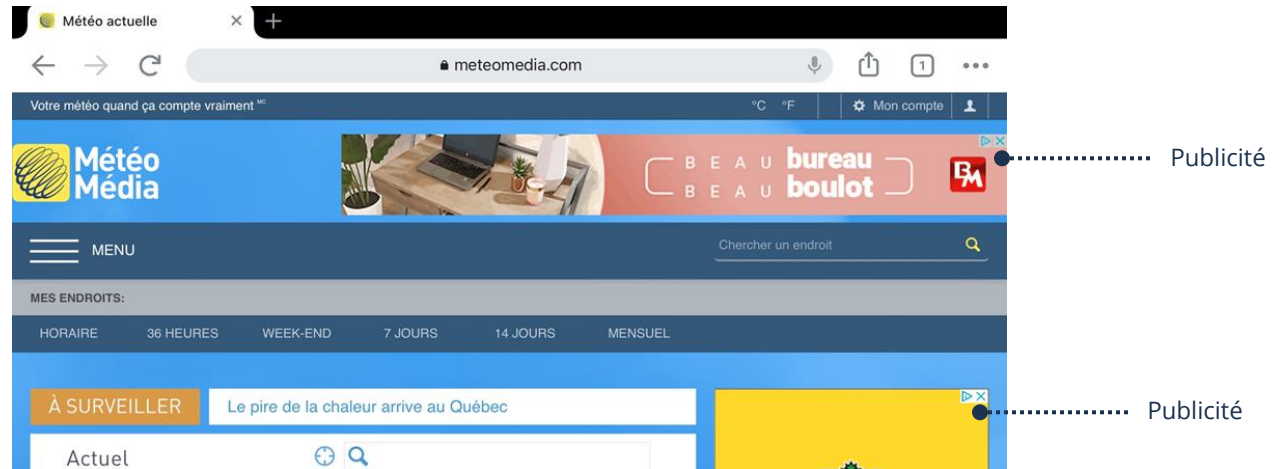 Météo actuelle
meteomedia.com
1
Votre météo quand ça compte vraiment MC
°C °F Mon compte
Météo
Média
BEAU bureau
BEAU boulot
BM
Publicité
MENU
Chercher un endroit
MES ENDROITS:
HORAIRE 36 HEURES WEEK-END 7 JOURS 14 JOURS MENSUEL
À SURVEILLER Le pire de la chaleur arrive au Québec
Publicité
Actuel